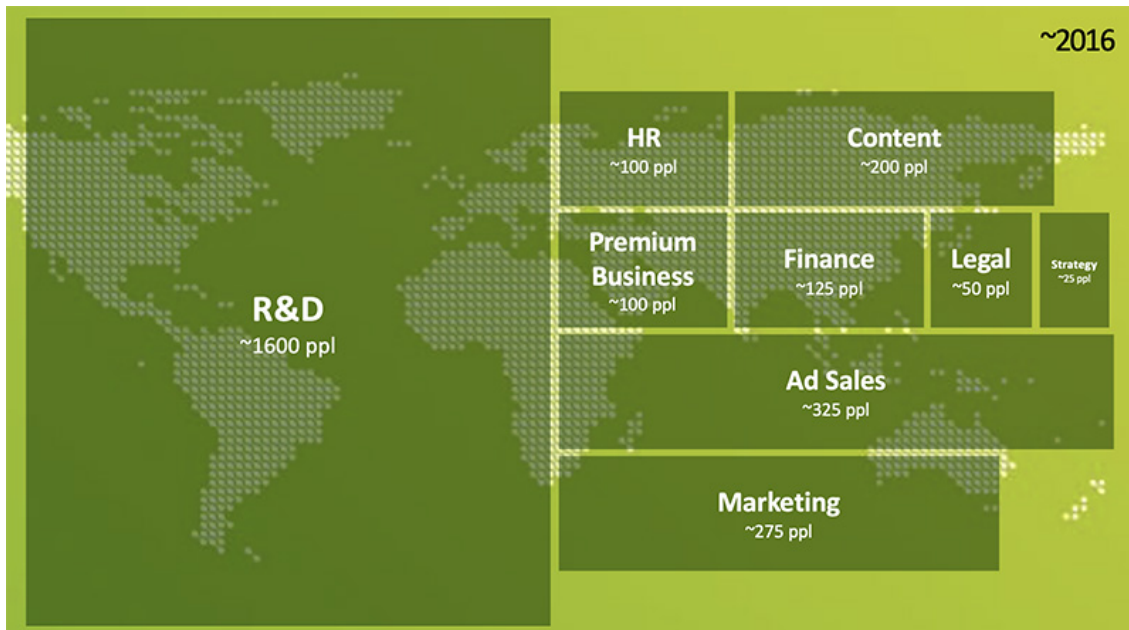 ~2016
R&D
~1600 ppl
HR
~100 ppl
Content
~200 ppl
Premium
Business
~100 ppl
Finance
~125 ppl
Legal
~50 ppl
Strategy
~25 ppl
Ad Sales
~325 ppl
Marketing
~275 ppl